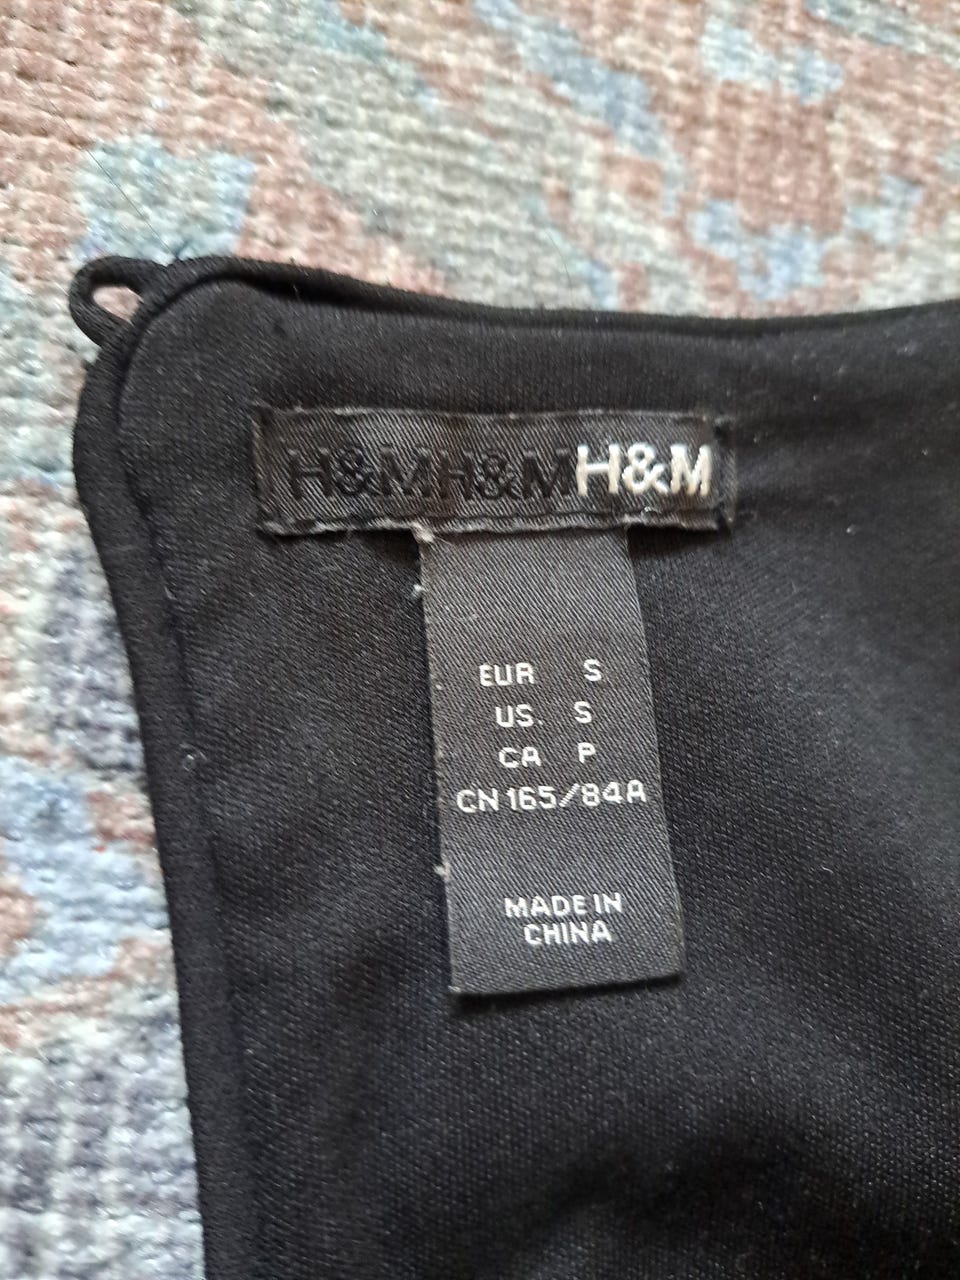 H&MH&MH&M
EUR S
US. S
CA P
CN 165/84A
MADE IN
CHINA